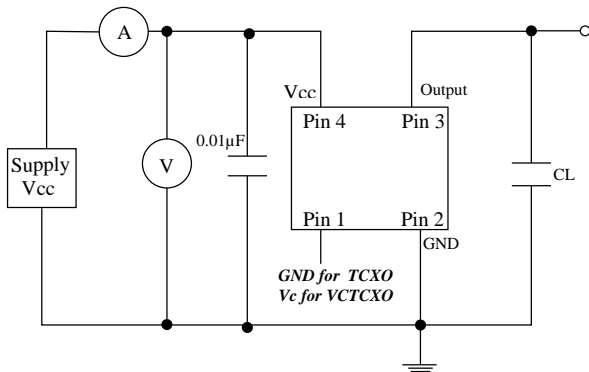 A
Vcc
Output
Pin 4
Pin 3
0.01µF
Supply
Vcc
V
CL
Pin 1
Pin 2
GND
GND for TCXO
Vc for VCTCXO